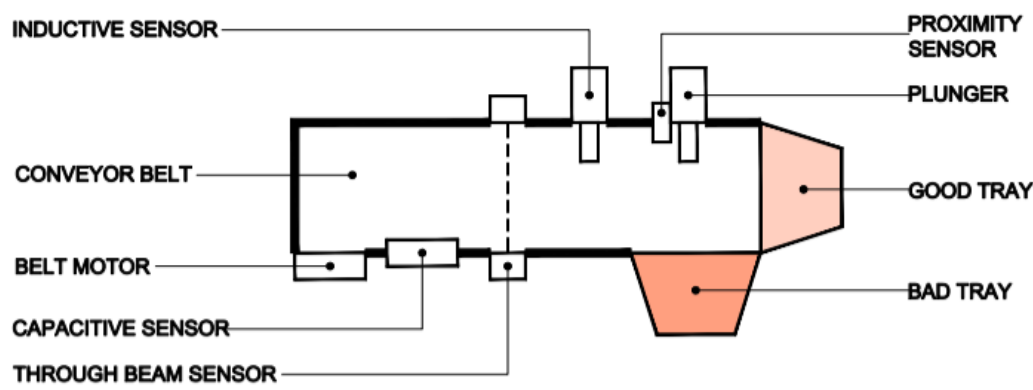 INDUCTIVE SENSOR
PROXIMITY
SENSOR
PLUNGER
CONVEYOR BELT
GOOD TRAY
BELT MOTOR
BAD TRAY
CAPACITIVE SENSOR
THROUGH BEAM SENSOR